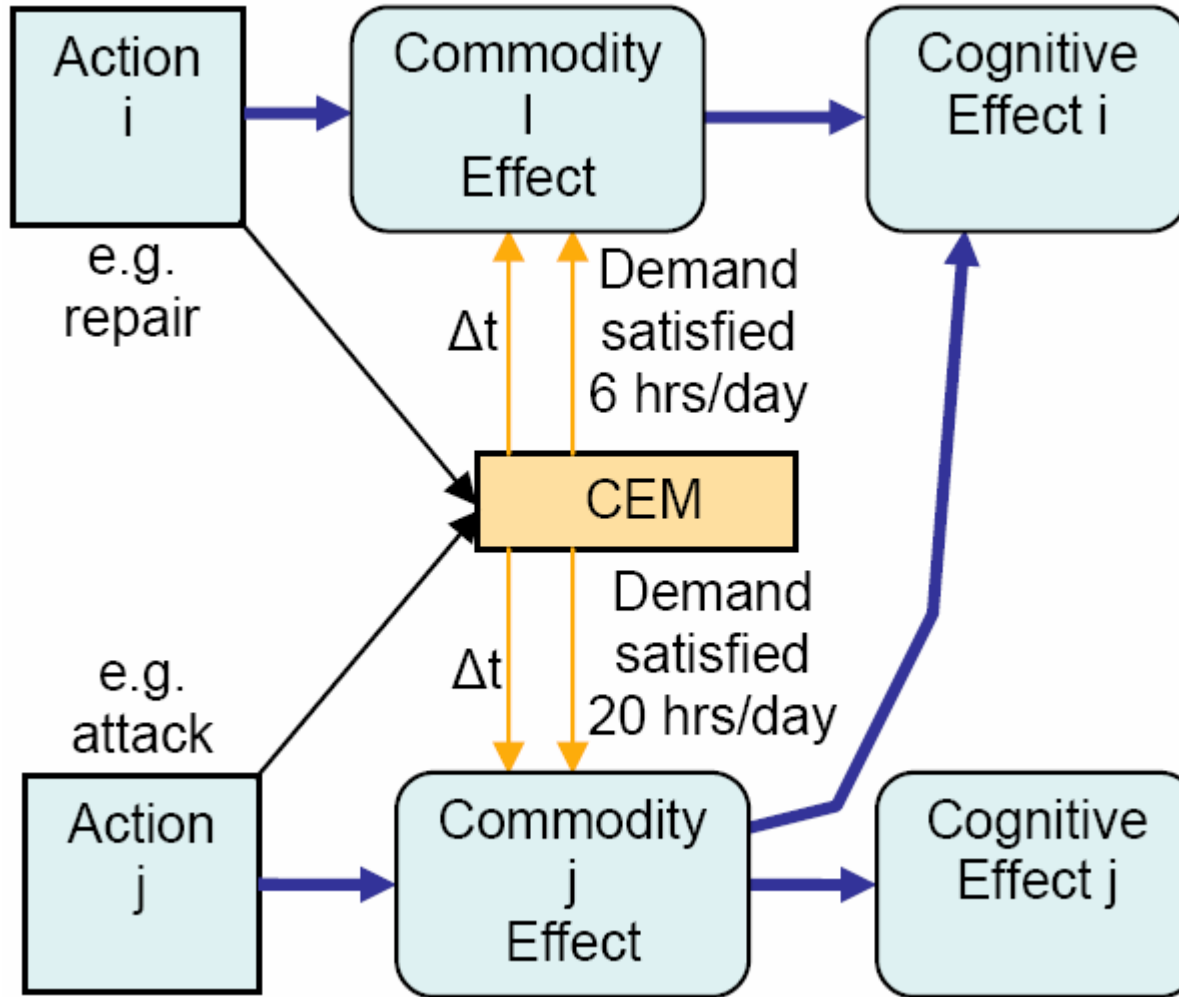 Action
i
Commodity
l
Effect
Cognitive
Effect i
e.g.
repair
Δt
Demand
satisfied
6 hrs/day
CEM
Δt
Demand
satisfied
20 hrs/day
e.g.
attack
Action
j
Commodity
j
Effect
Cognitive
Effect j